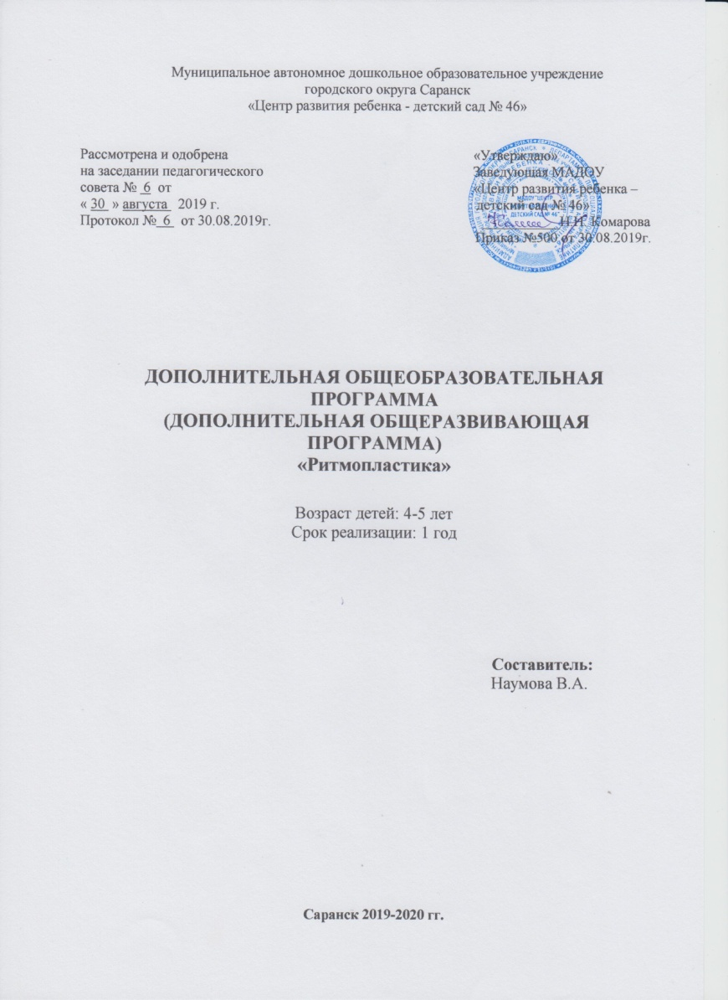 Муниципальное автономное дошкольное образовательное учреждение
городского округа Саранск
«Центр развития ребенка - детский сад № 46»
Рассмотрена и одобрена
на заседании педагогического
совета № 6 от
« 30 » августа 2019 г.
Протокол № 6 от 30.08.2019г.
«Утверждаю»
Заведующая МАДОУ
«Центр развития ребенка –
детский сад № 46»
Н.Н. Комарова
Приказ №500 от 30.08.2019г.
ДОПОЛНИТЕЛЬНАЯ ОБЩЕОБРАЗОВАТЕЛЬНАЯ
ПРОГРАММА
(ДОПОЛНИТЕЛЬНАЯ ОБЩЕРАЗВИВАЮЩАЯ
ПРОГРАММА)
«Ритмопластика»
Возраст детей: 4-5 лет
Срок реализации: 1 год
Составитель:
Наумова В.А.
Саранск 2019-2020 гг.